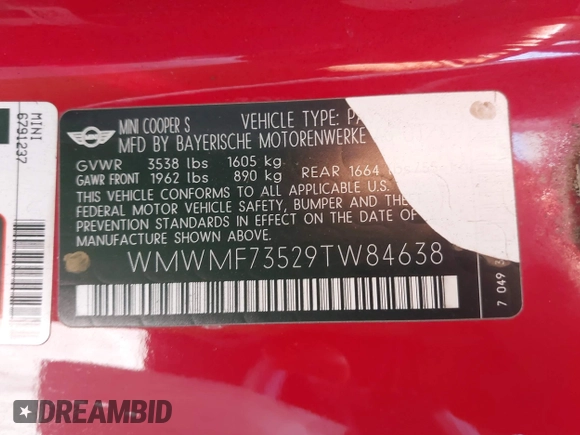 MINI
6791237
MINI COOPER S VEHICLE TYPE:
MFD BY BAYERISCHE MOTORENWERKE
GVWR 3538 lbs 1605 kg
GAWR FRONT 1962 lbs 890 kg REAR 1664
THIS VEHICLE CONFORMS TO ALL APPLICABLE U.S.
FEDERAL MOTOR VEHICLE SAFETY, BUMPER AND THE
PREVENTION STANDARDS IN EFFECT ON THE DATE OF
MANUFACTURE SHOWN ABOVE.
WMWMF73529TW84638
7 049
DREAMBID